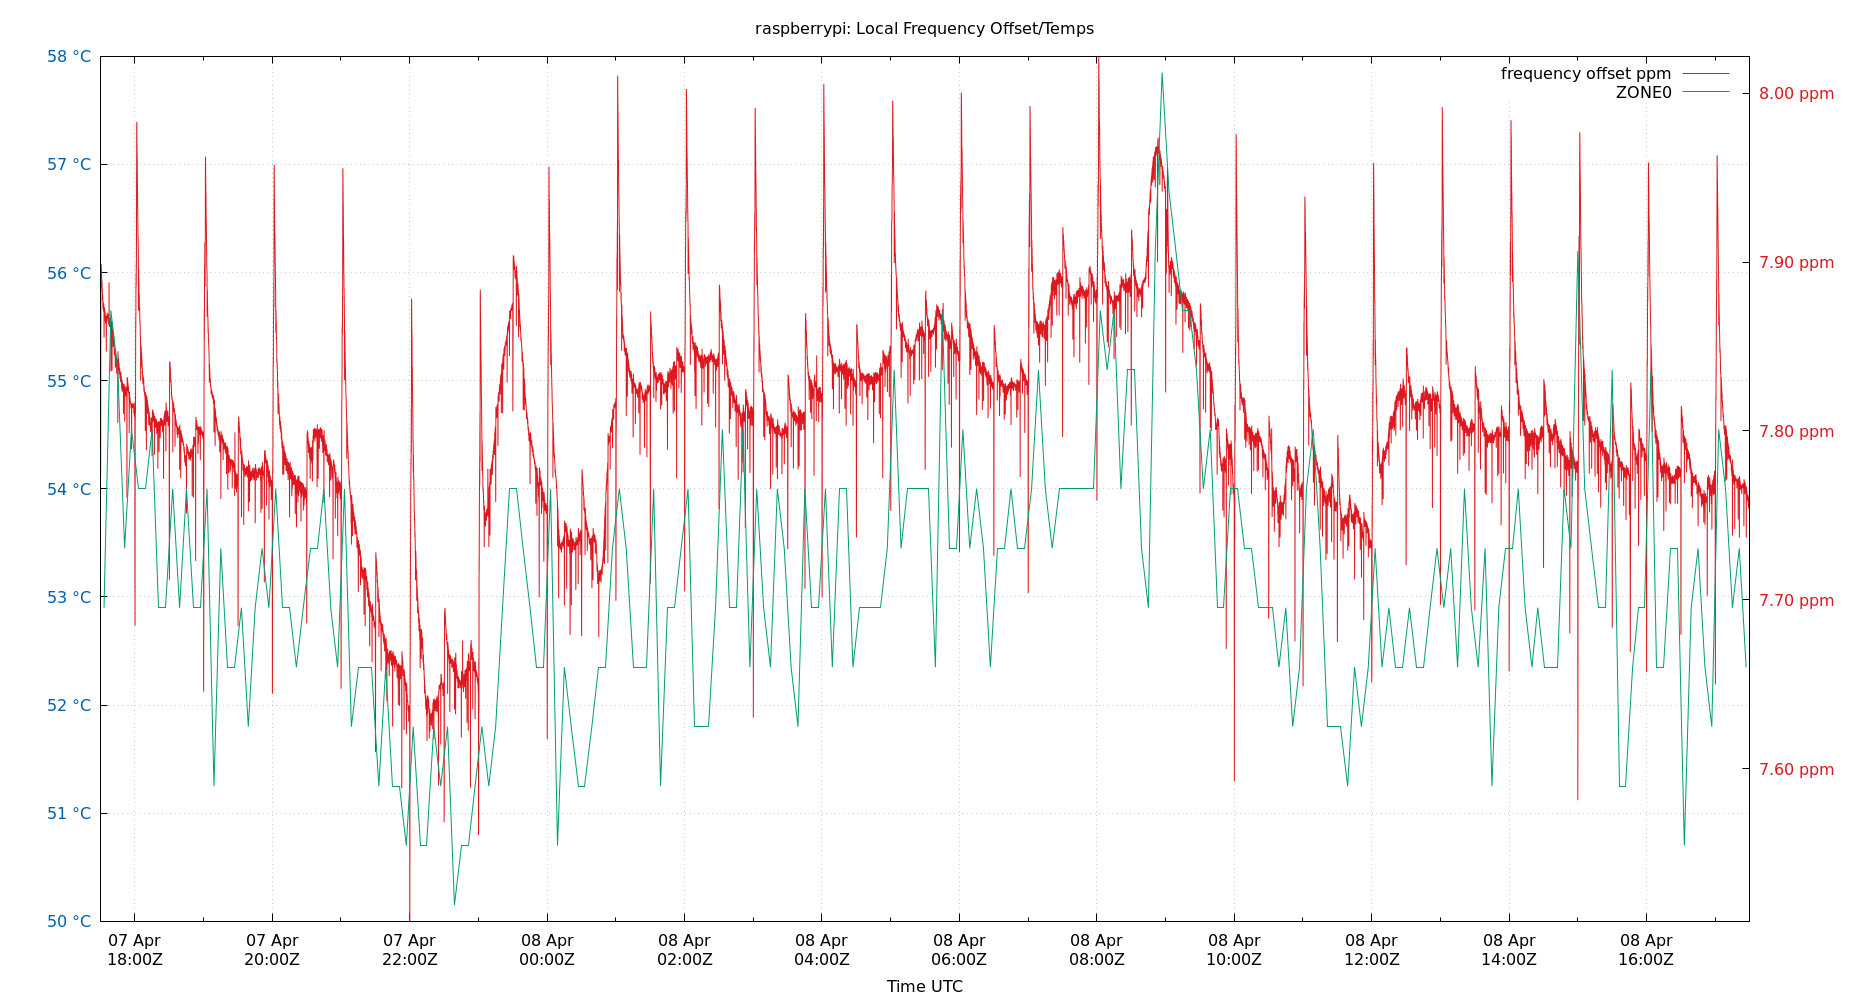 raspberrypi: Local Frequency Offset/Temps
58 °C
57 °C
56 °C
55 °C
54 °C
53 °C
52 °C
51 °C
50 °C
frequency offset ppm
ZONE0
8.00 ppm
7.90 ppm
7.80 ppm
7.70 ppm
7.60 ppm
07 Apr 07 Apr 07 Apr 08 Apr 08 Apr 08 Apr 08 Apr 08 Apr 08 Apr 08 Apr 08 Apr 08 Apr
18:00Z 20:00Z 22:00Z 00:00Z 02:00Z 04:00Z 06:00Z 08:00Z 10:00Z 12:00Z 14:00Z 16:00Z
Time UTC